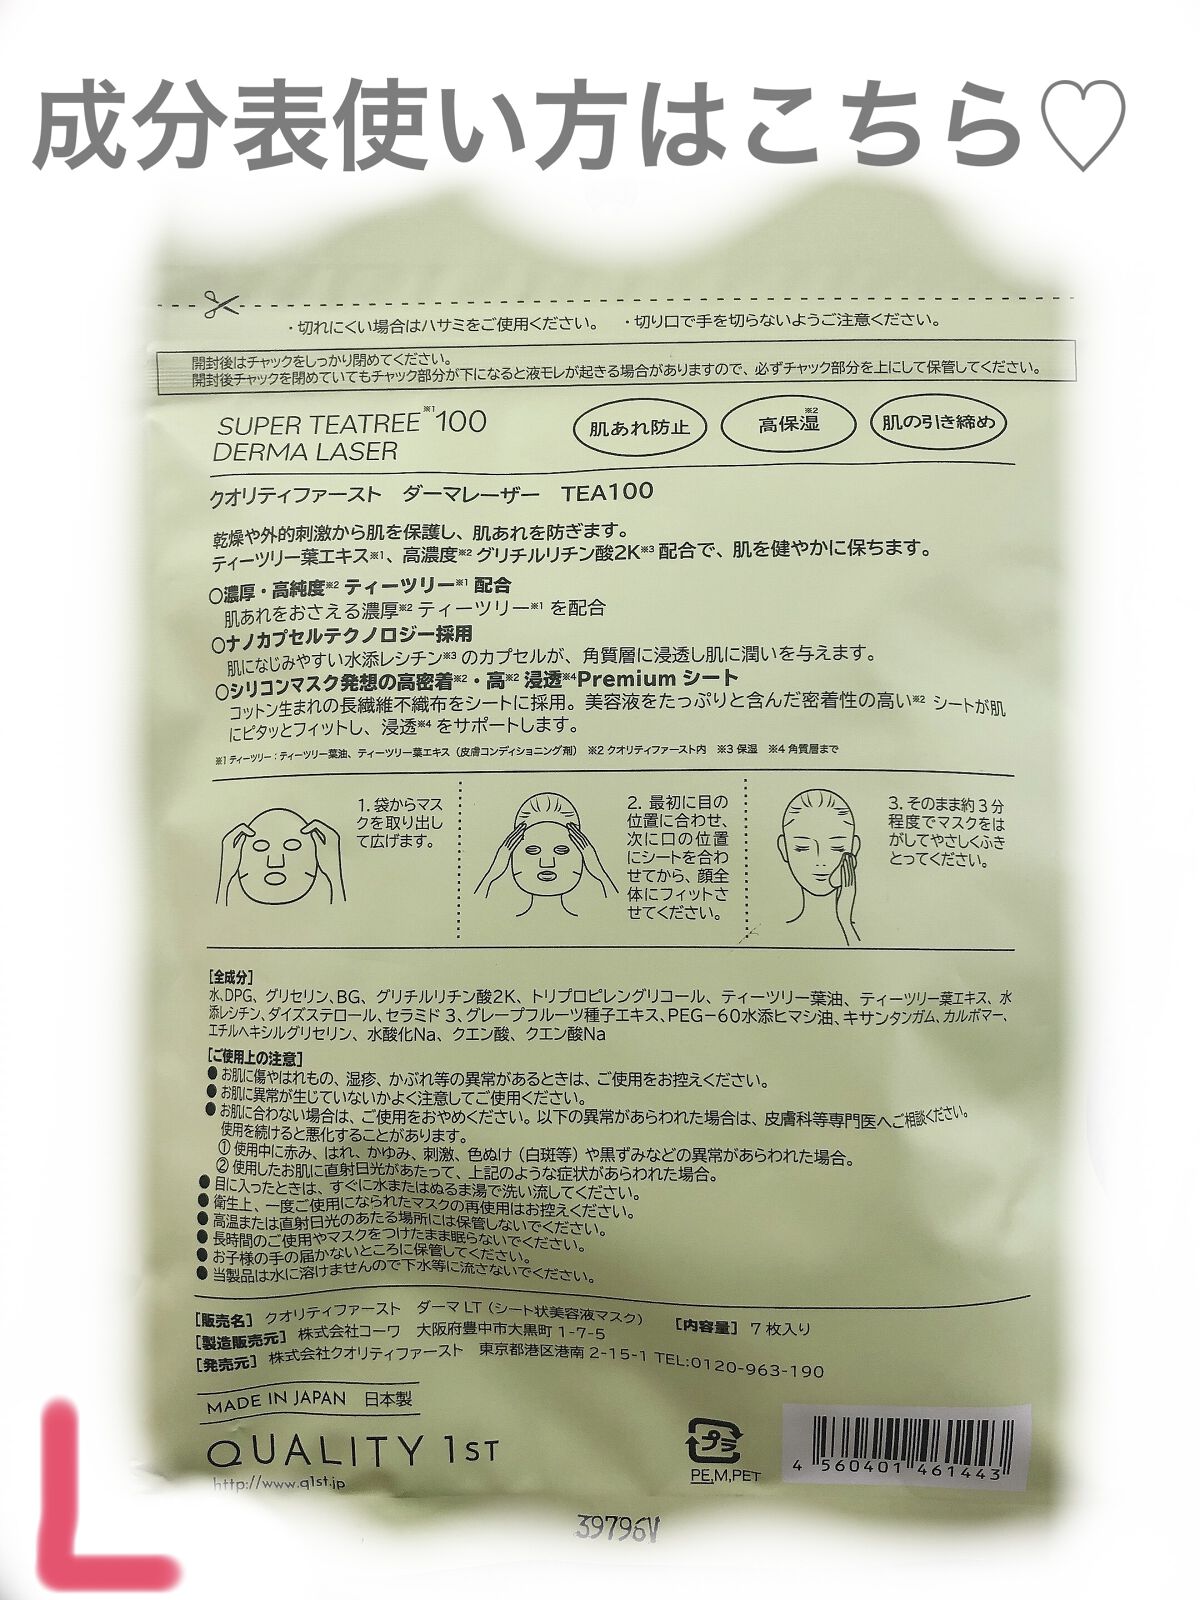 成分表使い方はこちら♡
・切れにくい場合はハサミをご使用ください。 ・切り口で手を切らないようご注意ください。
開封後はチャックをしっかり閉めてください。
開封後チャックを閉めていてもチャック部分が下になると液モレが起きる場合がありますので、必ずチャック部分を上にして保管してください。
SUPER TEATREE※1 100
DERMA LASER
肌あれ防止 高保湿※2 肌の引き締め
クオリティファースト ダーマレーザー TEA100
乾燥や外的刺激から肌を保護し、肌あれを防ぎます。
ティーツリー葉エキス※1、高濃度※2 グリチルリチン酸2K※3 配合で、肌を健やかに保ちます。
○濃厚・高純度※2 ティーツリー※1 配合
肌あれをおさえる濃厚※2 ティーツリー※1 を配合
○ナノカプセルテクノロジー採用
肌になじみやすい水添レシチン※3 のカプセルが、角質層に浸透し肌に潤いを与えます。
○シリコンマスク発想の高密着※2・高※2 浸透※4Premium シート
コットン生まれの長繊維不織布をシートに採用。美容液をたっぷりと含んだ密着性の高い※2 シートが肌
にピタッとフィットし、浸透※4 をサポートします。
※1 ティーツリー：ティーツリー葉油、ティーツリー葉エキス（皮膚コンディショニング剤） ※2 クオリティファースト内 ※3 保湿 ※4 角質層まで
1. 袋からマス
クを取り出し
て広げます。
2. 最初に目の
位置に合わせ、
次に口の位置
にシートを合わ
せてから、顔全
体にフィットさ
せてください。
3. そのまま約３分
程度でマスクをは
がしてやさしくふき
とってください。
[全成分]
水、DPG、グリセリン、BG、グリチルリチン酸2K、トリプロピレングリコール、ティーツリー葉油、ティーツリー葉エキス、水
添レシチン、ダイズステロール、セラミド 3、グレープフルーツ種子エキス、PEG－60水添ヒマシ油、キサンタンガム、カルボマー、
エチルヘキシルグリセリン、水酸化Na、クエン酸、クエン酸Na
[ご使用上の注意]
●お肌に傷やはれもの、湿疹、かぶれ等の異常があるときは、ご使用をお控えください。
●お肌に異常が生じていないかよく注意してご使用ください。
●お肌に合わない場合は、ご使用をおやめください。以下の異常があらわれた場合は、皮膚科等専門医へご相談ください。
使用を続けると悪化することがあります。
① 使用中に赤み、はれ、かゆみ、刺激、色ぬけ（白斑等）や黒ずみなどの異常があらわれた場合。
② 使用したお肌に直射日光があたって、上記のような症状があらわれた場合。
●目に入ったときは、すぐに水またはぬるま湯で洗い流してください。
●衛生上、一度ご使用になられたマスクの再使用はお控えください。
●高温または直射日光のあたる場所には保管しないでください。
●長時間のご使用やマスクをつけたまま眠らないでください。
●お子様の手の届かないところに保管してください。
●当製品は水に溶けませんので下水等に流さないでください。
[販売名] クオリティファースト ダーマ LT（シート状美容液マスク） [内容量] ７枚入り
[製造販売元] 株式会社コーワ 大阪府豊中市大黒町 1-7-5
[発売元] 株式会社クオリティファースト 東京都港区港南 2-15-1 TEL:0120-963-190
MADE IN JAPAN 日本製
QUALITY 1ST
http://www.q1st.jp
プラ
PE,M,PET
4 560401 461443
39796V
L